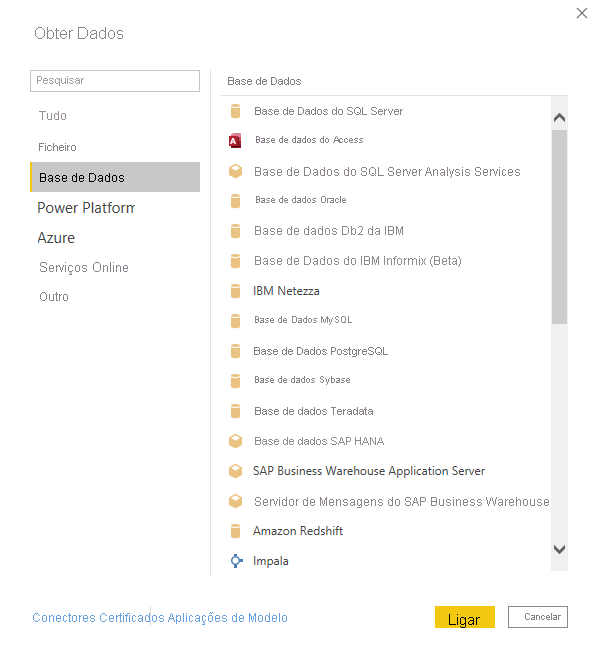 Obter Dados
Pesquisar
Tudo
Ficheiro
Base de Dados
Power Platform
Azure
Serviços Online
Outro
Base de Dados
Base de Dados do SQL Server
Base de dados do Access
Base de Dados do SQL Server Analysis Services
Base de dados Oracle
Base de dados Db2 da IBM
Base de Dados do IBM Informix (Beta)
IBM Netezza
Base de Dados MySQL
Base de Dados PostgreSQL
Base de dados Sybase
Base de dados Teradata
Base de dados SAP HANA
SAP Business Warehouse Application Server
Servidor de Mensagens do SAP Business Warehouse
Amazon Redshift
Impala
Conectores Certificados Aplicações de Modelo
Ligar
Cancelar